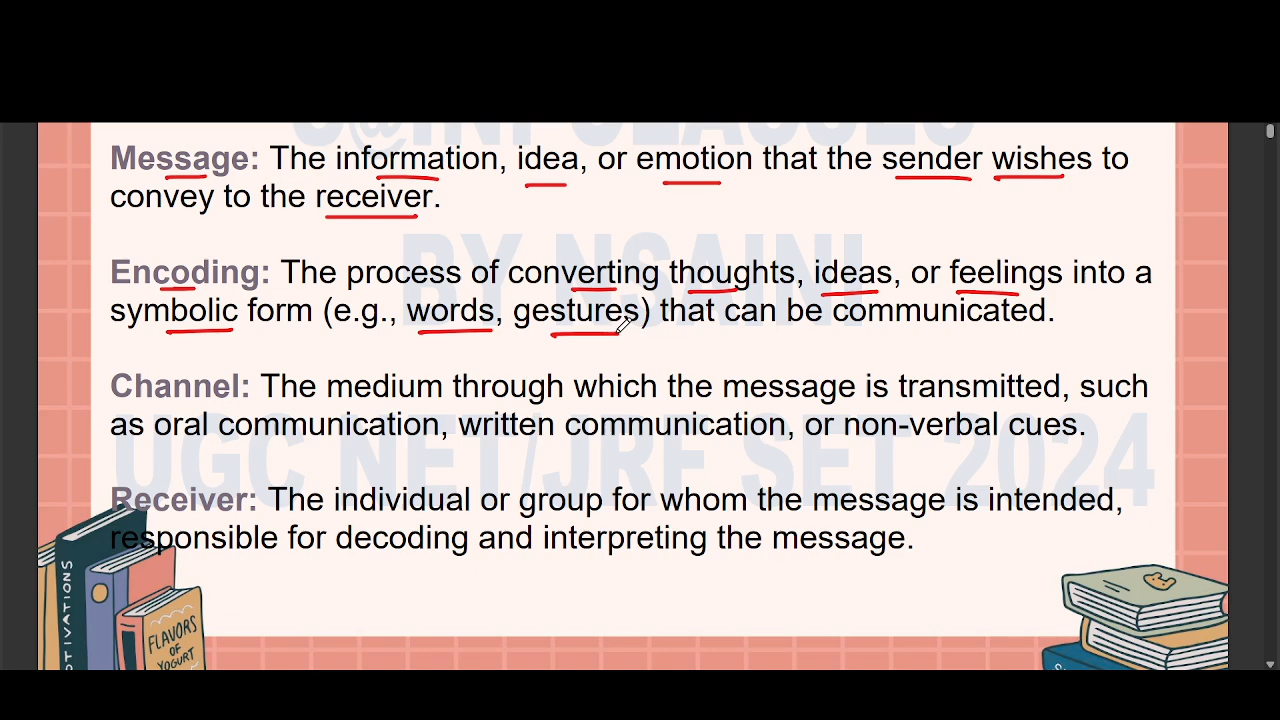 Message: The information, idea, or emotion that the sender wishes to
convey to the receiver.
BY NSAINI
Encoding: The process of converting thoughts, ideas, or feelings into a
symbolic form (e.g., words, gestures) that can be communicated.
Channel: The medium through which the message is transmitted, such
as oral communication, written communication, or non-verbal cues.
UGC NET/JRF SET 2024
Receiver: The individual or group for whom the message is intended,
responsible for decoding and interpreting the message.
FLAVORS
OF
YOGURT